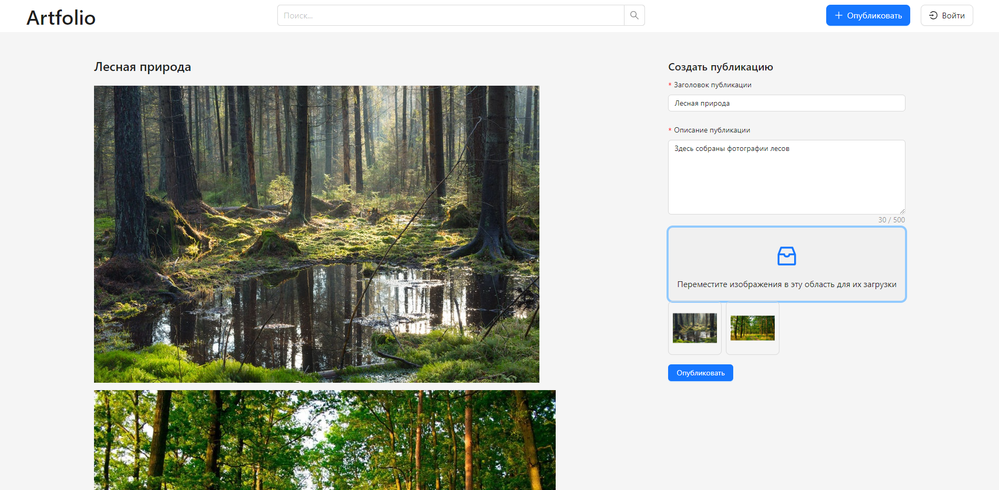 Artfolio
Поиск...
Опубликовать
Войти
Лесная природа
Создать публикацию
* Заголовок публикации
Лесная природа
* Описание публикации
Здесь собраны фотографии лесов
30 / 500
Переместите изображения в эту область для их загрузки
Опубликовать